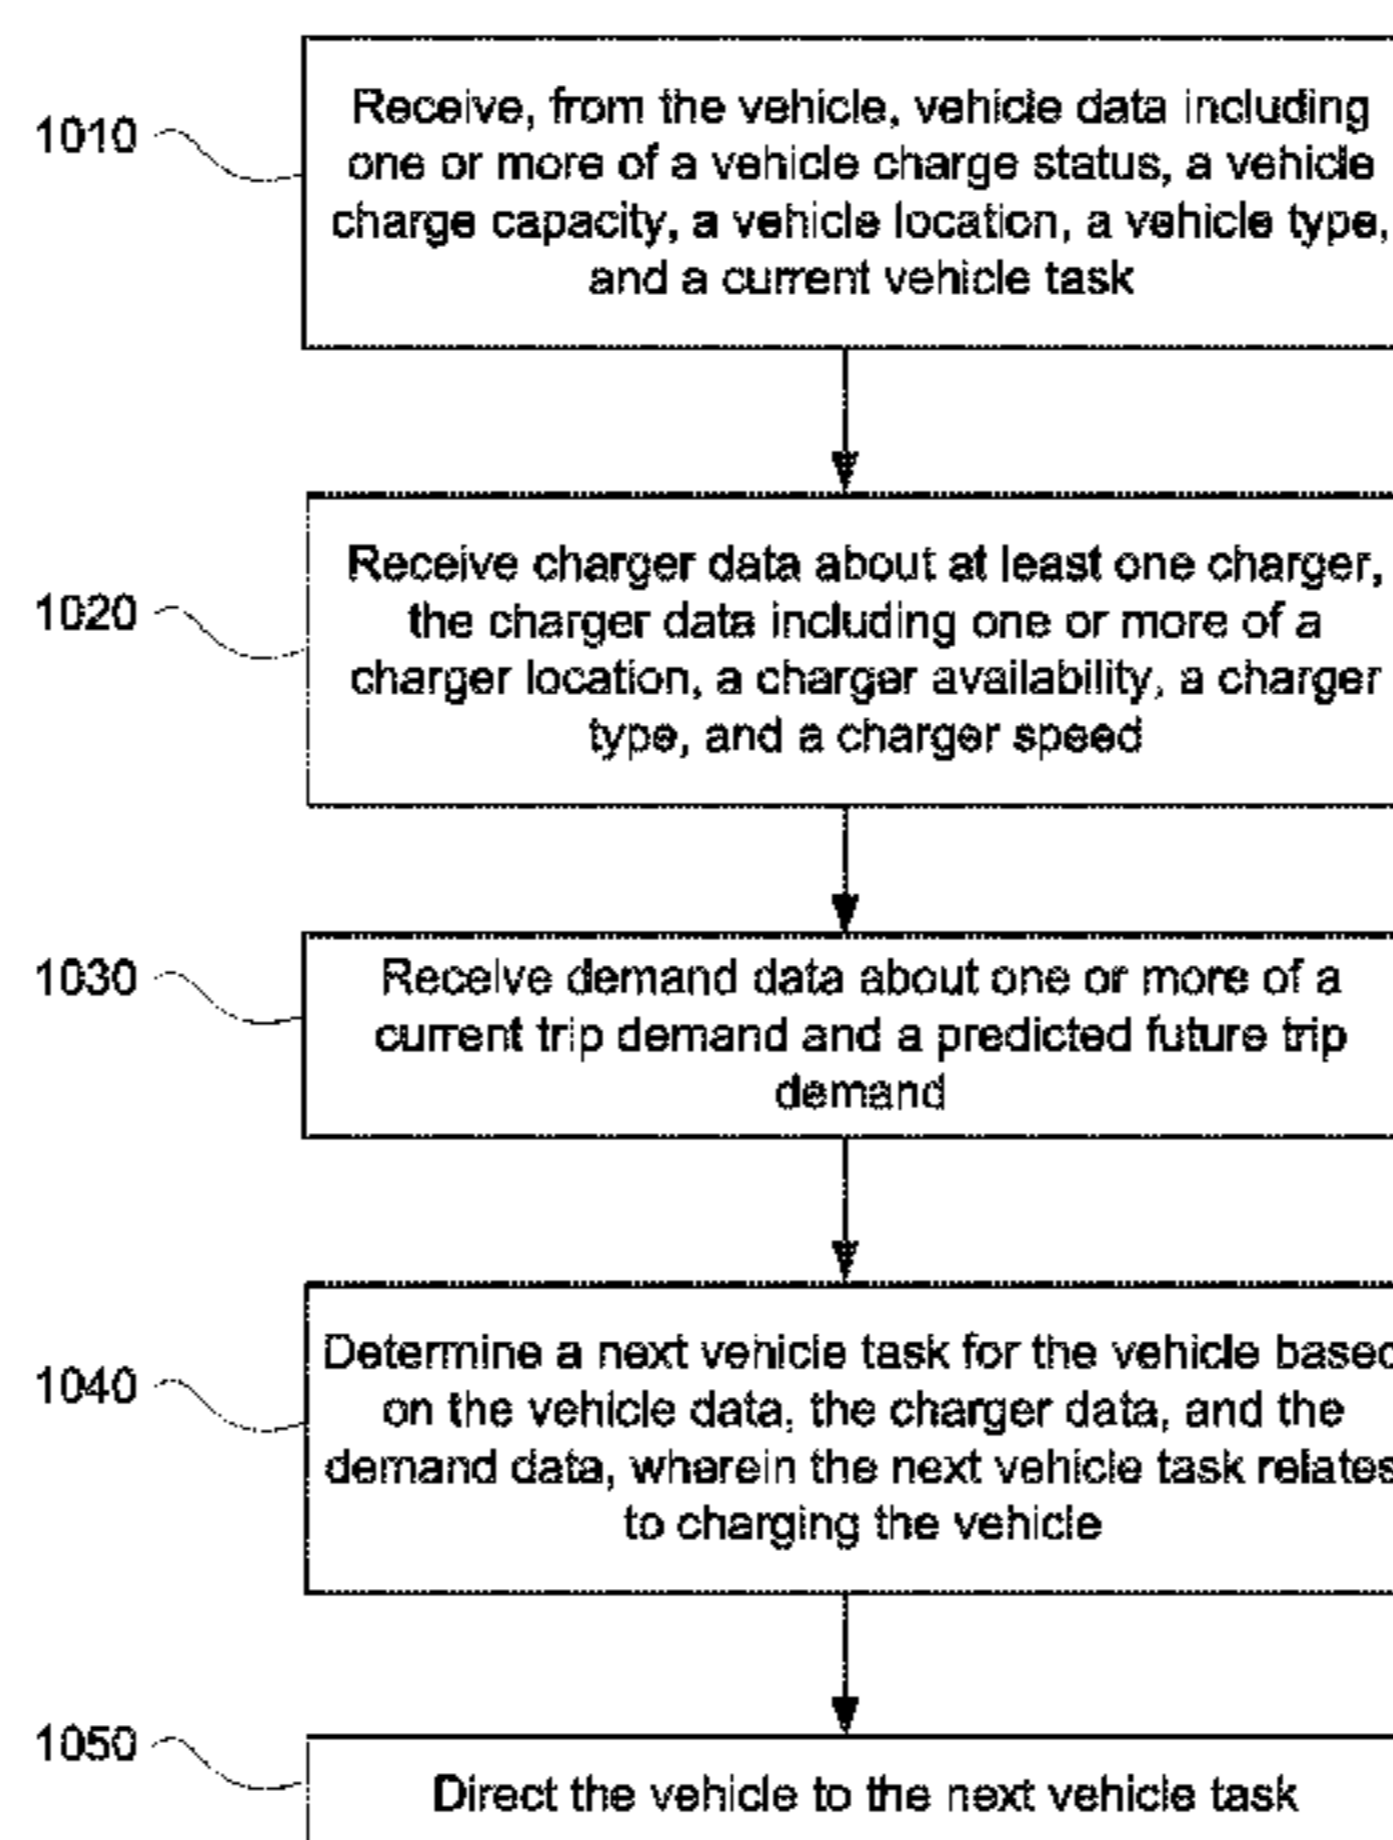 1010
Receive, from the vehicle, vehicle data including
one or more of a vehicle charge status, a vehicle
charge capacity, a vehicle location, a vehicle type,
and a current vehicle task
1020
Receive charger data about at least one charger,
the charger data including one or more of a
charger location, a charger availability, a charger
type, and a charger speed
1030
Receive demand data about one or more of a
current trip demand and a predicted future trip
demand
1040
Determine a next vehicle task for the vehicle based
on the vehicle data, the charger data, and the
demand data, wherein the next vehicle task relates
to charging the vehicle
1050
Direct the vehicle to the next vehicle task